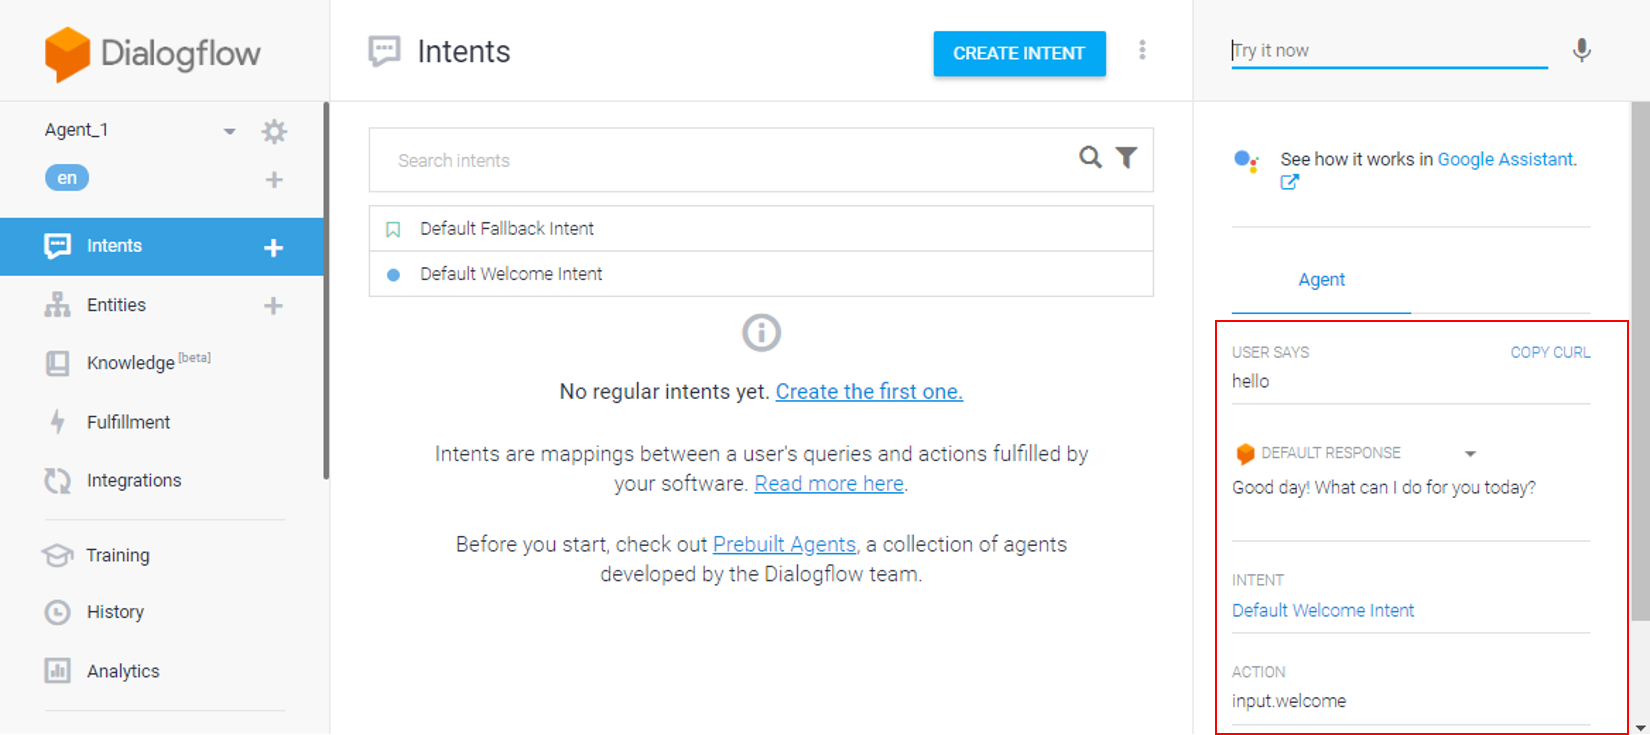 Dialogflow
Agent_1
en
Intents
Entities
Knowledge [beta]
Fulfillment
Integrations
Training
History
Analytics
Intents
CREATE INTENT
Search intents
Default Fallback Intent
Default Welcome Intent
No regular intents yet. Create the first one.
Intents are mappings between a user's queries and actions fulfilled by
your software. Read more here.
Before you start, check out Prebuilt Agents, a collection of agents
developed by the Dialogflow team.
Try it now
See how it works in Google Assistant.
Agent
USER SAYS COPY CURL
hello
DEFAULT RESPONSE
Good day! What can I do for you today?
INTENT
Default Welcome Intent
ACTION
input.welcome